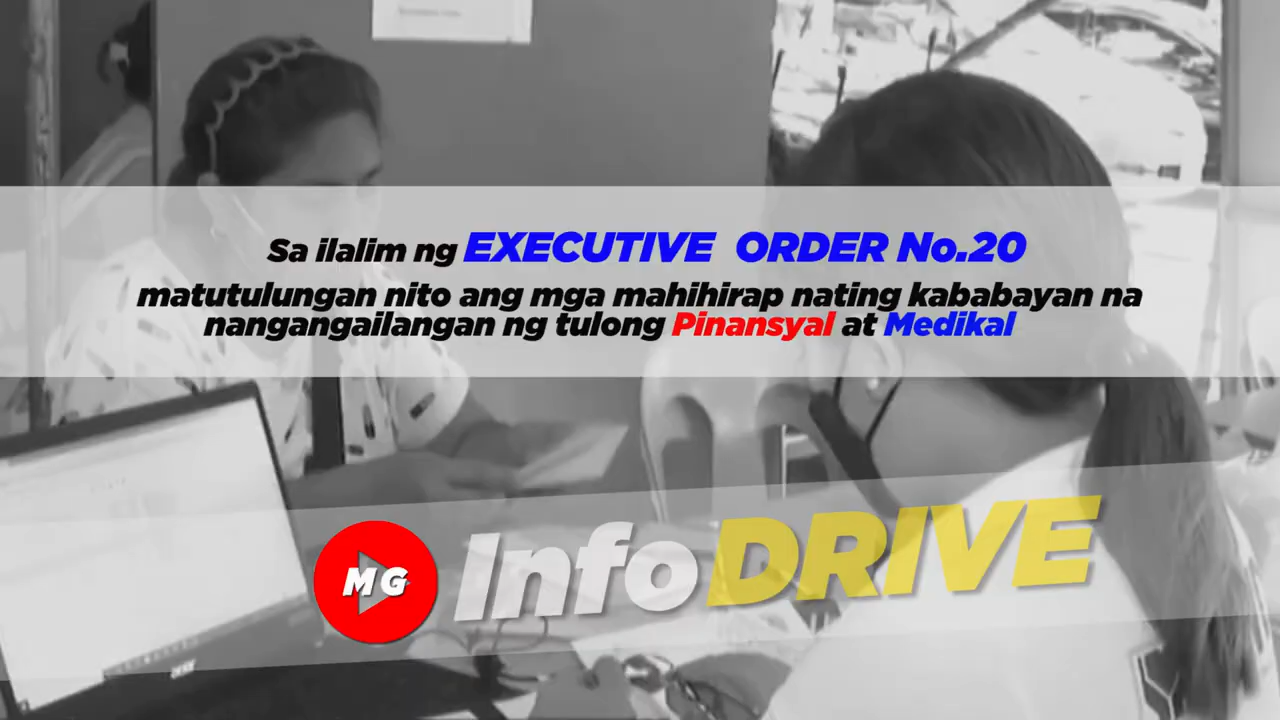 Sa ilalim ng EXECUTIVE ORDER No.20
matutulungan nito ang mga mahihirap nating kababayan na
nangangailangan ng tulong Pinansyal at Medikal
MG InfoDRIVE